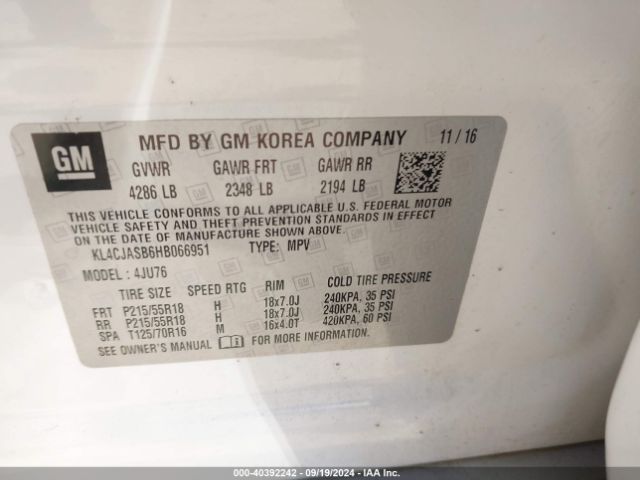 GM
MFD BY GM KOREA COMPANY 11 / 16
GVWR GAWR FRT GAWR RR
4286 LB 2348 LB 2194 LB
THIS VEHICLE CONFORMS TO ALL APPLICABLE U.S. FEDERAL MOTOR
VEHICLE SAFETY AND THEFT PREVENTION STANDARDS IN EFFECT
ON THE DATE OF MANUFACTURE SHOWN ABOVE.
KL4CJASB6HB066951 TYPE: MPV
MODEL : 4JU76
TIRE SIZE SPEED RTG RIM COLD TIRE PRESSURE
FRT P215/55R18 H 18x7.0J 240KPA, 35 PSI
RR P215/55R18 H 18x7.0J 240KPA, 35 PSI
SPA T125/70R16 M 16x4.0T 420KPA, 60 PSI
SEE OWNER'S MANUAL FOR MORE INFORMATION.
000-40392242 - 09/19/2024 - IAA Inc.